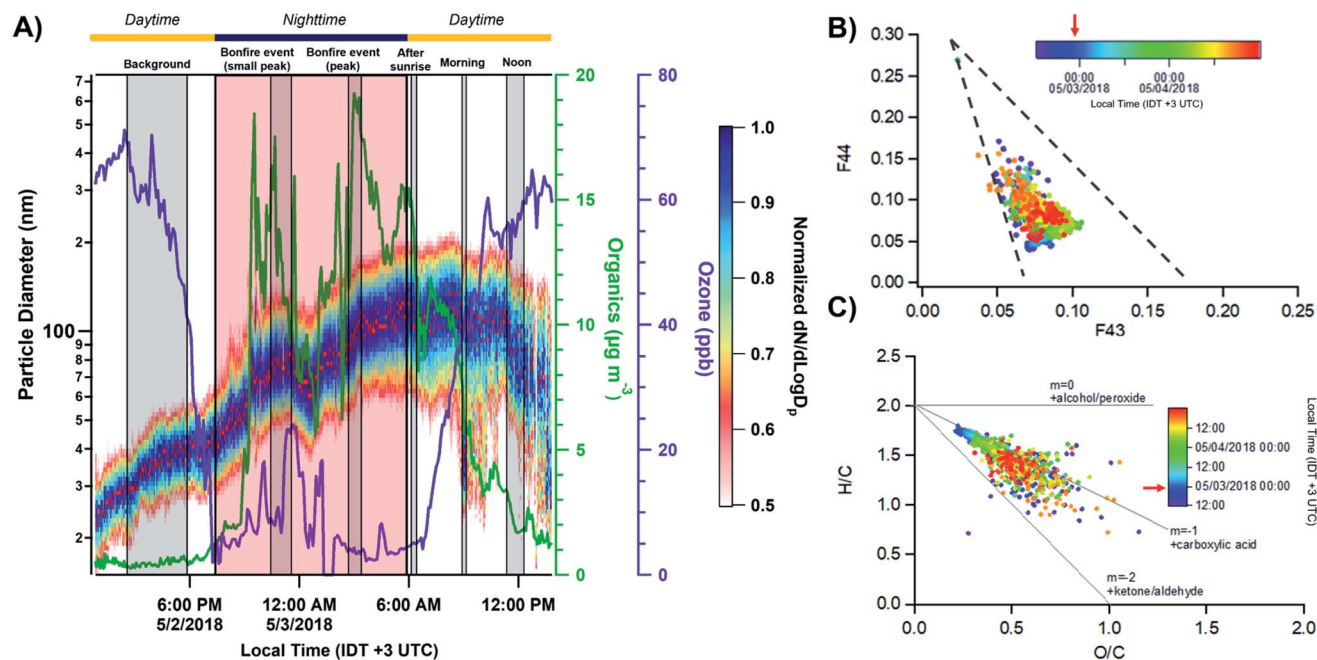 A)
Daytime
Nighttime
Daytime
Background
Bonfire event
(small peak)
Bonfire event
(peak)
After
sunrise
Morning
Noon
Particle Diameter (nm)
7
6
5
4
3
2
100
9
8
7
6
5
4
3
2
20
15
10
5
0
Organics (µg m-3)
80
60
40
20
0
Ozone (ppb)
1.0
0.9
0.8
0.7
0.6
0.5
Normalized dN/dLogDp
6:00 PM
5/2/2018
12:00 AM
5/3/2018
6:00 AM
12:00 PM
Local Time (IDT +3 UTC)
B)
0.30
0.25
0.20
0.15
0.10
0.05
0.00
F44
00:00
05/03/2018
00:00
05/04/2018
Local Time (IDT +3 UTC)
0.00
0.05
0.10
0.15
0.20
0.25
F43
C)
2.5
2.0
1.5
1.0
0.5
0.0
H/C
m=0
+alcohol/peroxide
12:00
05/04/2018 00:00
12:00
05/03/2018 00:00
12:00
Local Time (IDT +3 UTC)
m=-1
+carboxylic acid
m=-2
+ketone/aldehyde
0.0
0.5
1.0
1.5
2.0
O/C